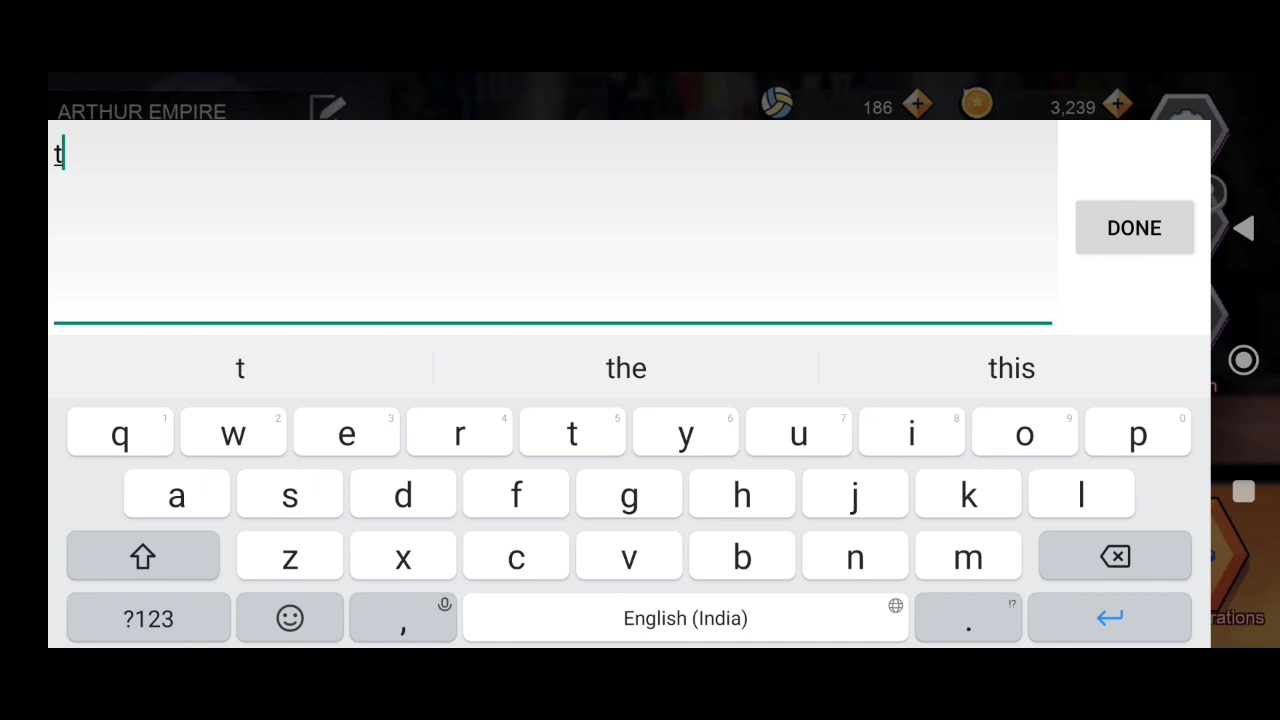 ARTHUR EMPIRE 186 3,239
t
DONE
t the this
q 1 w 2 e 3 r 4 t 5 y 6 u 7 i 8 o 9 p 0
a s d f g h j k l
z x c v b n m
?123 , English (India) . !?
rations